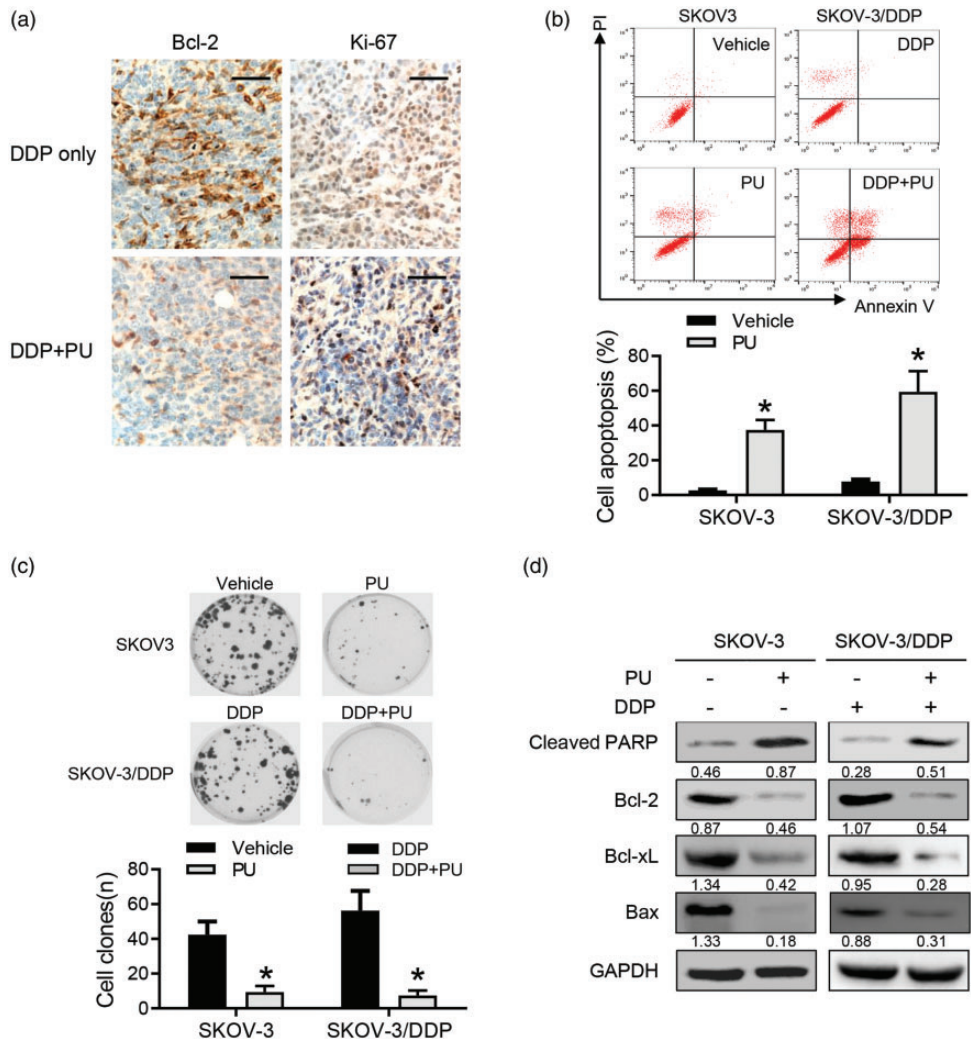 (a)
Bcl-2 Ki-67
DDP only
DDP+PU
(b)
SKOV3 SKOV-3/DDP
PI
Vehicle DDP
PU DDP+PU
Annexin V
Vehicle
PU
Cell apoptopsis (%)
80
60
40
20
0
* *
SKOV-3 SKOV-3/DDP
(c)
Vehicle PU
SKOV3
DDP DDP+PU
SKOV-3/DDP
Vehicle DDP
PU DDP+PU
Cell clones(n)
80
60
40
20
0
* *
SKOV-3 SKOV-3/DDP
(d)
SKOV-3 SKOV-3/DDP
PU - + - +
DDP - - + +
Cleaved PARP
0.46 0.87 0.28 0.51
Bcl-2
0.87 0.46 1.07 0.54
Bcl-xL
1.34 0.42 0.95 0.28
Bax
1.33 0.18 0.88 0.31
GAPDH